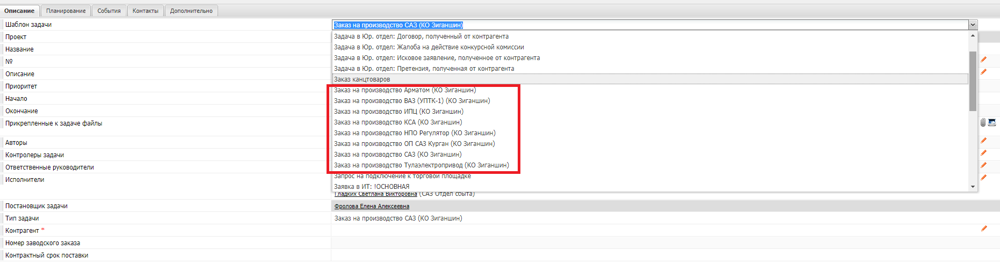 Описание Планирование События Контакты Дополнительно
Шаблон задачи Заказ на производство САЗ (КО Зиганшин)
Проект
Название
№
Описание
Приоритет
Начало
Окончание
Прикрепленные к задаче файлы
Авторы
Контролеры задачи
Ответственные руководители
Исполнители
Задача в Юр. отдел: Договор, полученный от контрагента
Задача в Юр. отдел: Жалоба на действие конкурсной комиссии
Задача в Юр. отдел: Исковое заявление, полученное от контрагента
Задача в Юр. отдел: Претензия, полученная от контрагента
Заказ канцтоваров
Заказ на производство Арматом (КО Зиганшин)
Заказ на производство ВАЗ (УПТК-1) (КО Зиганшин)
Заказ на производство ИПЦ (КО Зиганшин)
Заказ на производство КСА (КО Зиганшин)
Заказ на производство НПО Регулятор (КО Зиганшин)
Заказ на производство ОП САЗ Курган (КО Зиганшин)
Заказ на производство САЗ (КО Зиганшин)
Заказ на производство Тулаэлектропривод (КО Зиганшин)
Запрос на подключение к торговой площадке
Заявка в ИТ: !ОСНОВНАЯ
Гладких Светлана Викторовна (САЗ Отдел сбыта)
Постановщик задачи Фролова Елена Алексеевна
Тип задачи Заказ на производство САЗ (КО Зиганшин)
Контрагент *
Номер заводского заказа
Контрактный срок поставки